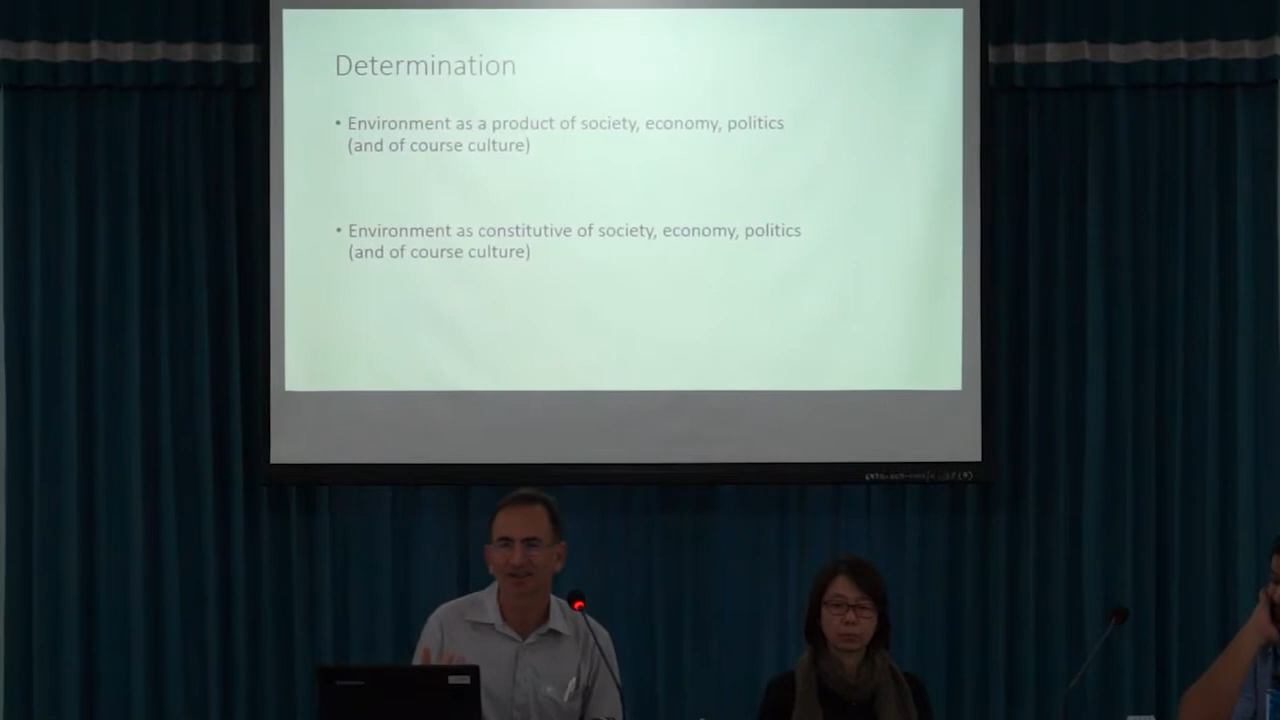 Determination
• Environment as a product of society, economy, politics
(and of course culture)
• Environment as constitutive of society, economy, politics
(and of course culture)